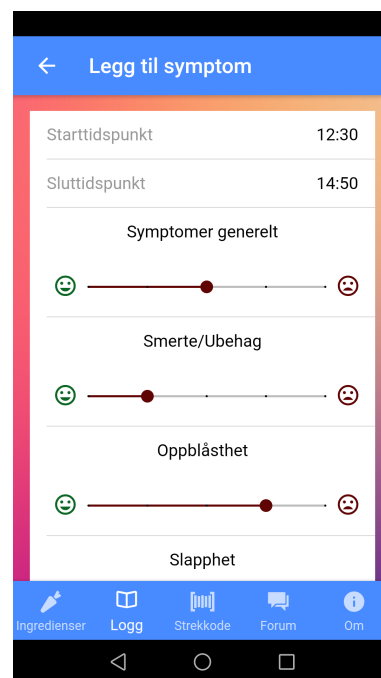 Legg til symptom
Starttidspunkt 12:30
Sluttidspunkt 14:50
Symptomer generelt
Smerte/Ubehag
Oppblåsthet
Slapphet
Ingredienser Logg Strekkode Forum Om